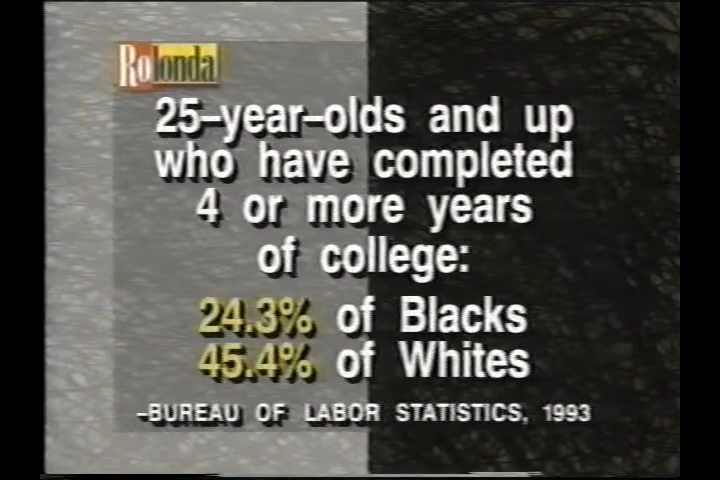 Rolonda
25-year-olds and up
who have completed
4 or more years
of college:
24.3% of Blacks
45.4% of Whites
-BUREAU OF LABOR STATISTICS, 1993